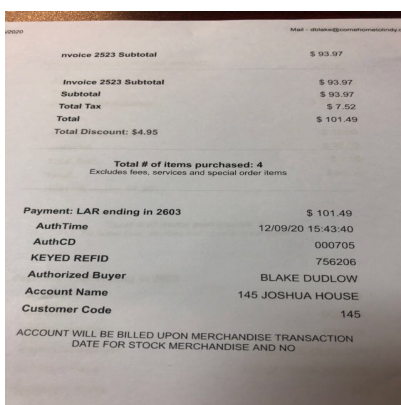 /2020 Mail - dblake@comehometoindy.c
nvoice 2523 Subtotal $ 93.97
Invoice 2523 Subtotal $ 93.97
Subtotal $ 93.97
Total Tax $ 7.52
Total $ 101.49
Total Discount: $4.95
Total # of items purchased: 4
Excludes fees, services and special order items
Payment: LAR ending in 2603 $ 101.49
AuthTime 12/09/20 15:43:40
AuthCD 000705
KEYED REFID 756206
Authorized Buyer BLAKE DUDLOW
Account Name 145 JOSHUA HOUSE
Customer Code 145
ACCOUNT WILL BE BILLED UPON MERCHANDISE TRANSACTION
DATE FOR STOCK MERCHANDISE AND NO